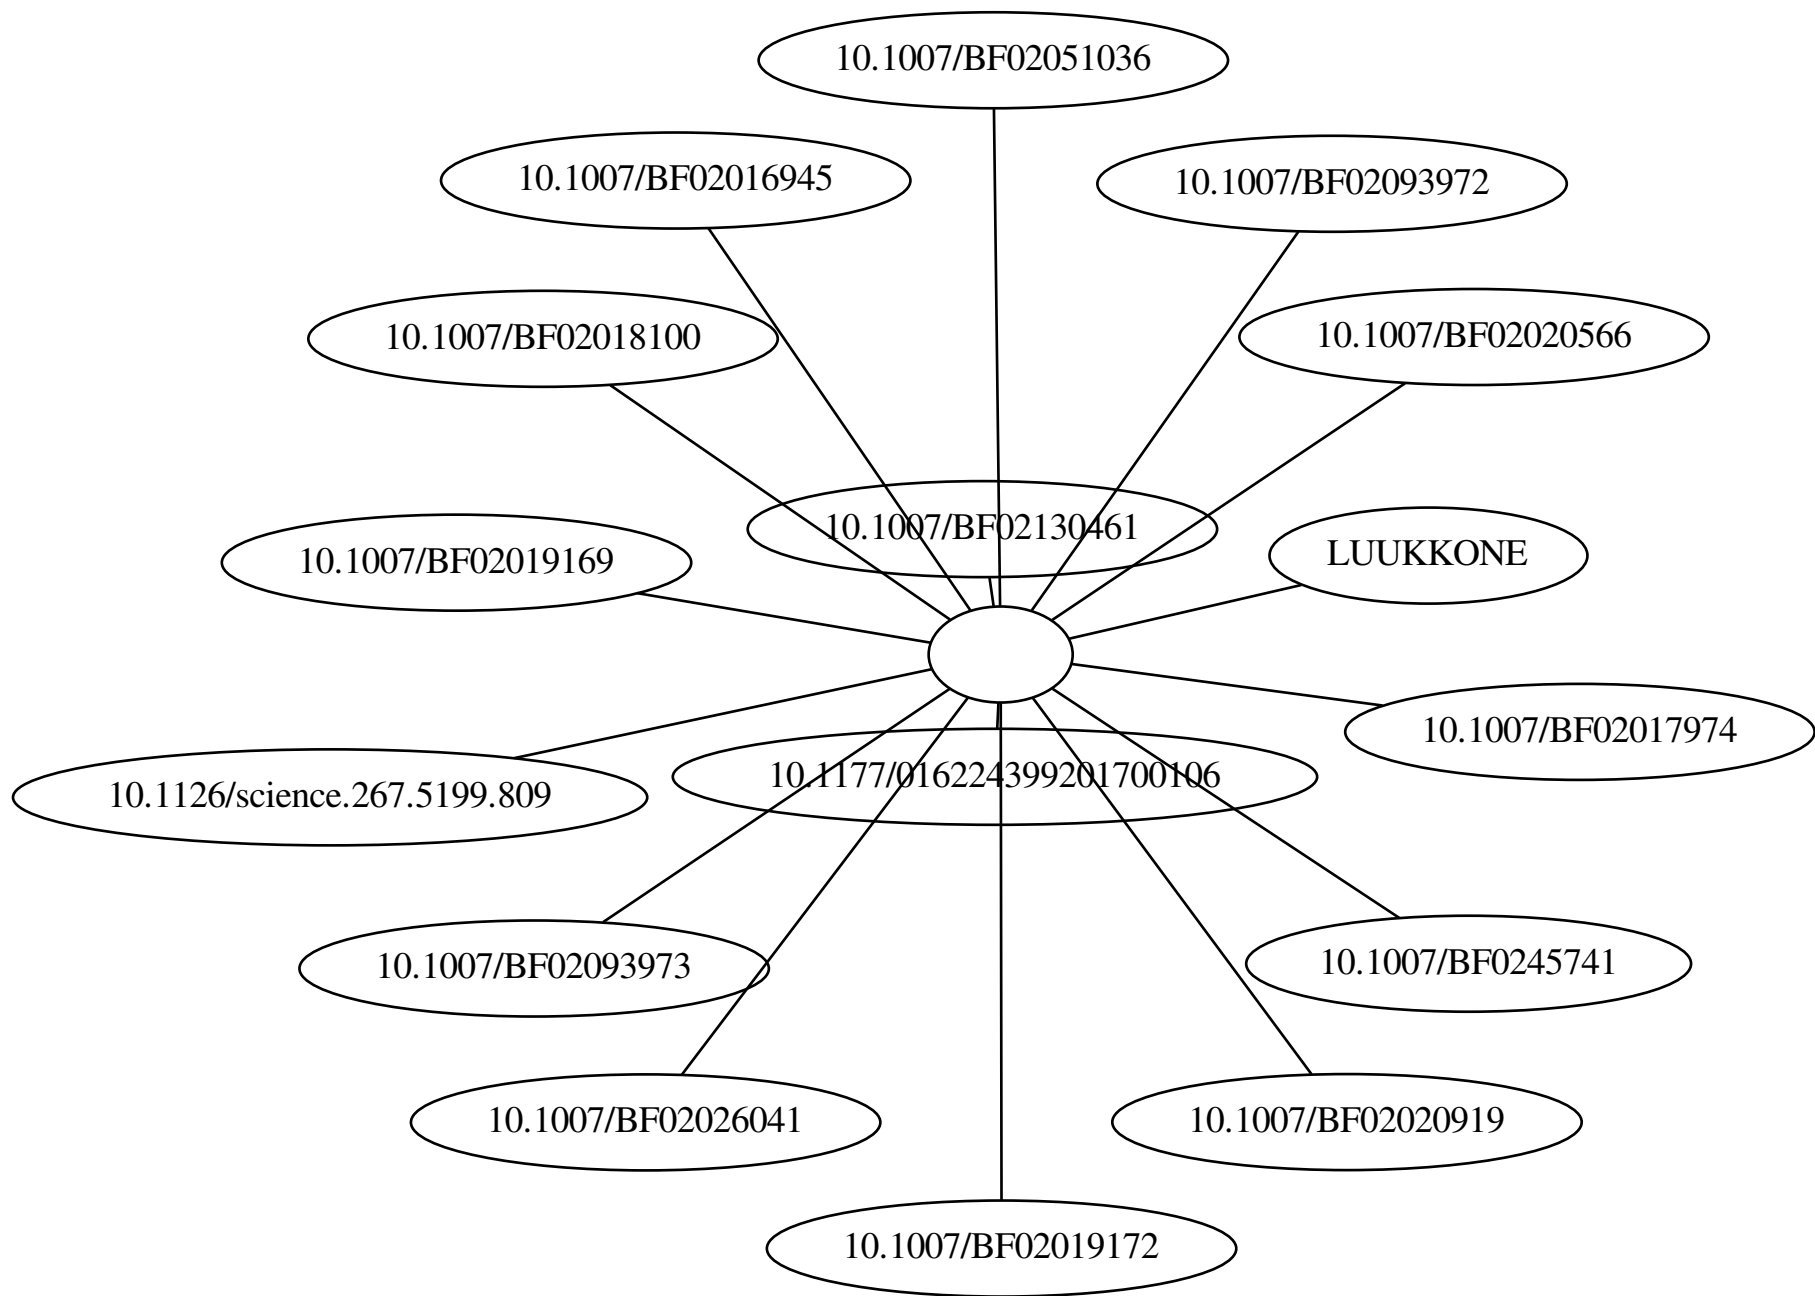 10.1007/BF02051036
10.1007/BF02016945
10.1007/BF02093972
10.1007/BF02018100
10.1007/BF02020566
10.1007/BF02130461
LUUKKONE
10.1007/BF02019169
10.1007/BF02017974
10.1177/016224399201700106
10.1126/science.267.5199.809
10.1007/BF02093973
10.1007/BF0245741
10.1007/BF02026041
10.1007/BF02020919
10.1007/BF02019172